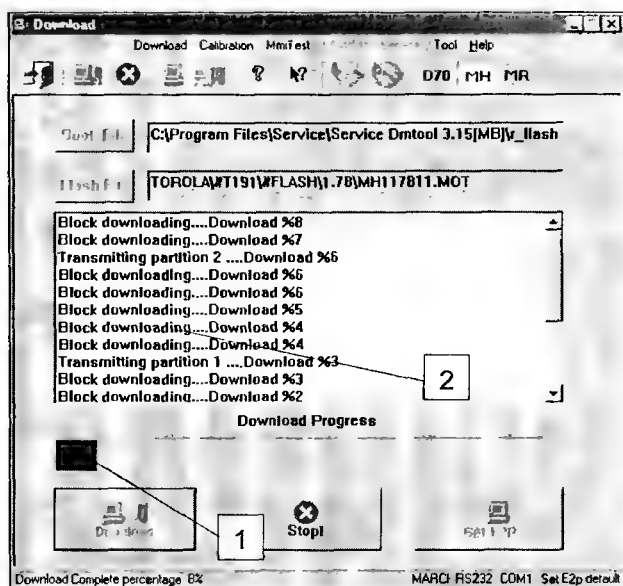 Download
Download Calibration MmiTest Tool Help
? ? D70 MH MR
C:\Program Files\Service\Service Dmtool 3.15[MB]\r_flash
TOROLA\#T191\#FLASH\1.78\MH117811.MOT
Block downloading....Download %8
Block downloading....Download %7
Transmitting partition 2 ....Download %6
Block downloading....Download %6
Block downloading....Download %6
Block downloading....Download %5
Block downloading....Download %4
Block downloading....Download %4
Transmitting partition 1 ....Download %3
Block downloading....Download %3
Block downloading....Download %2
2
Download Progress
1
Download Stop! Set E2P
Download Complete percentage 8% MARCI RS232 COM1 Set E2p default